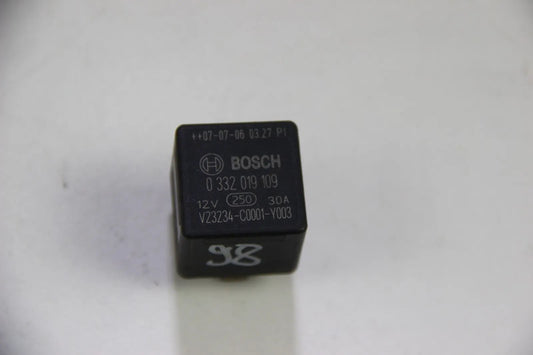 ++07-07-06 03:27 P1
BOSCH
0 332 019 109
12V 250 30A
V23234-C0001-Y003
98